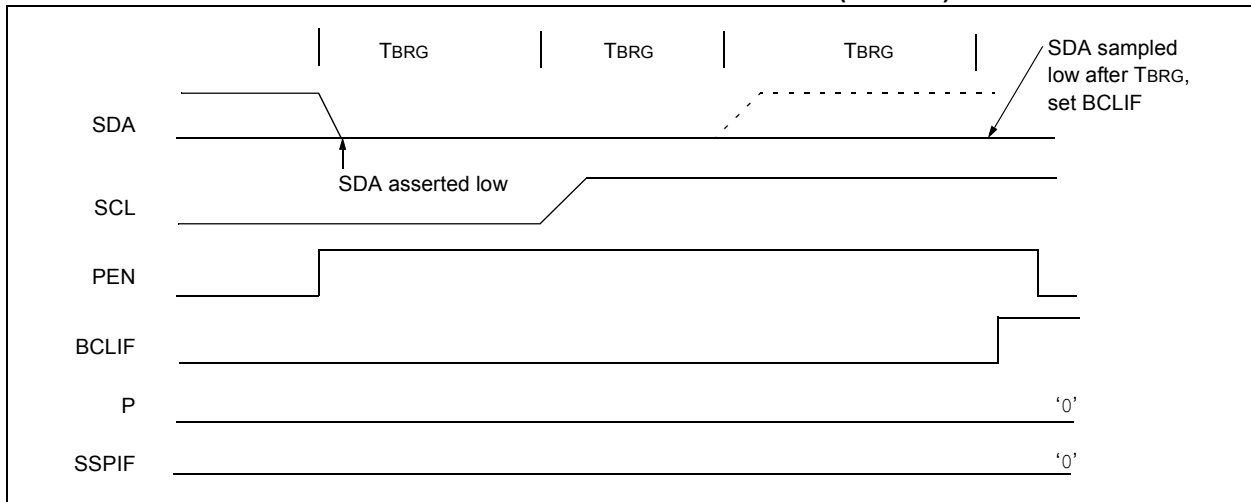 TBRG TBRG TBRG
SDA sampled
low after TBRG,
set BCLIF
SDA
SDA asserted low
SCL
PEN
BCLIF
P
‘0’
SSPIF
‘0’